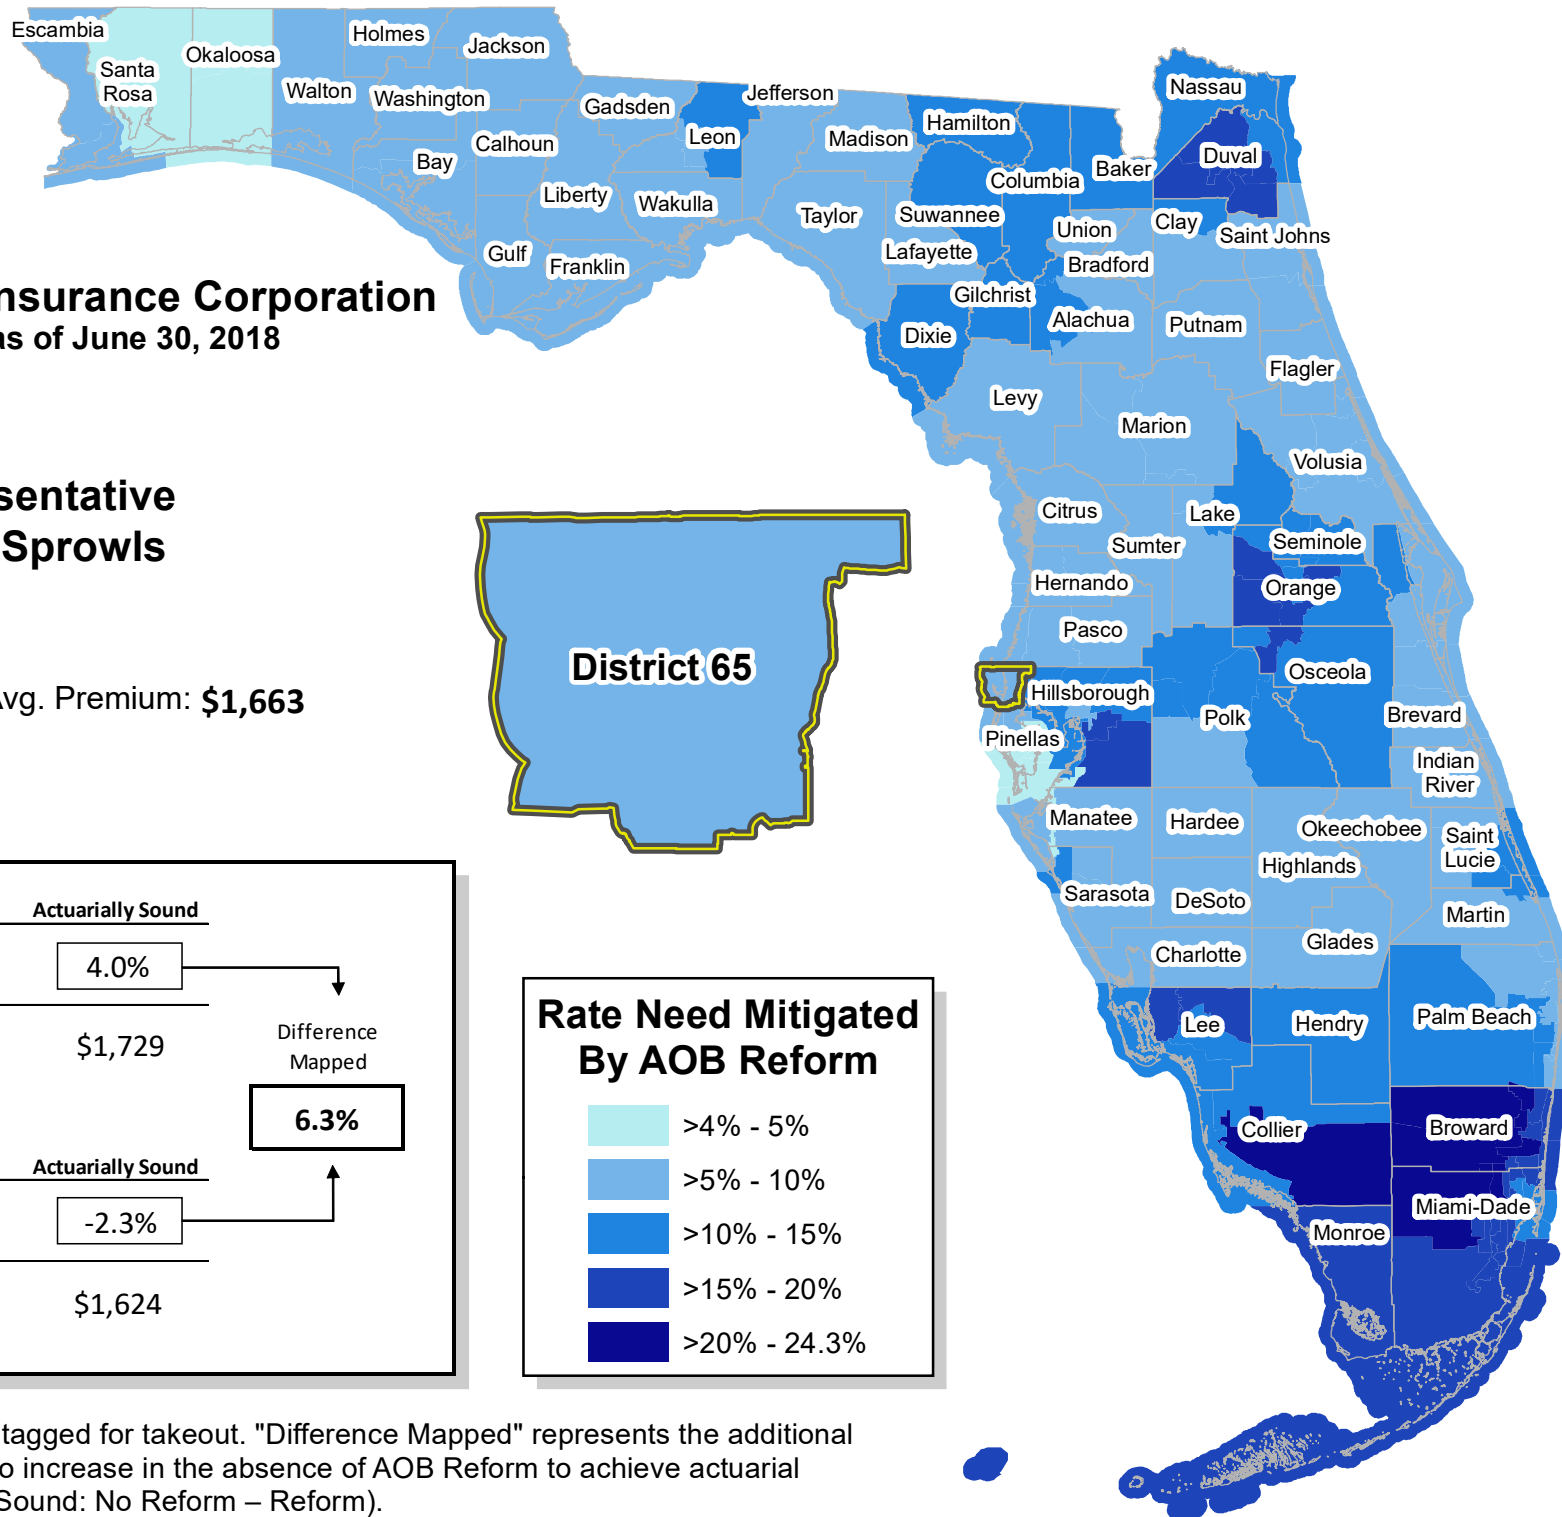 Insurance Corporation
as of June 30, 2018
sentative
Sprowls
Avg. Premium: $1,663
Actuarially Sound
4.0%
$1,729
Difference
Mapped
6.3%
Actuarially Sound
-2.3%
$1,624
tagged for takeout. "Difference Mapped" represents the additional
o increase in the absence of AOB Reform to achieve actuarial
Sound: No Reform – Reform).
District 65
Rate Need Mitigated
By AOB Reform
>4% - 5%
>5% - 10%
>10% - 15%
>15% - 20%
>20% - 24.3%
Escambia
Santa
Rosa
Okaloosa
Walton
Holmes
Washington
Jackson
Bay
Calhoun
Gulf
Liberty
Franklin
Gadsden
Wakulla
Leon
Jefferson
Madison
Taylor
Hamilton
Suwannee
Lafayette
Columbia
Baker
Nassau
Duval
Union
Clay
Saint Johns
Bradford
Gilchrist
Dixie
Alachua
Putnam
Flagler
Levy
Marion
Volusia
Citrus
Lake
Sumter
Seminole
Hernando
Orange
Pasco
Osceola
Hillsborough
Polk
Brevard
Pinellas
Indian
River
Manatee
Hardee
Okeechobee
Saint
Lucie
Highlands
Sarasota
DeSoto
Martin
Glades
Charlotte
Lee
Hendry
Palm Beach
Collier
Broward
Miami-Dade
Monroe